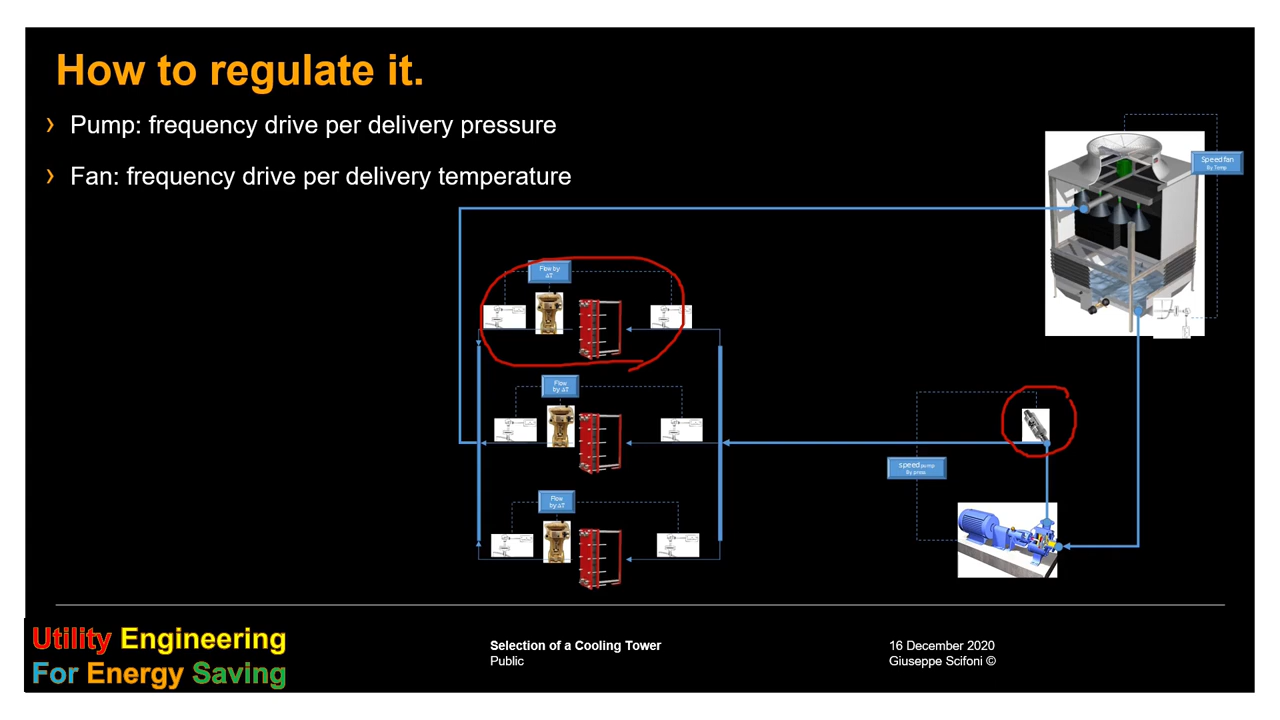 How to regulate it.
› Pump: frequency drive per delivery pressure
› Fan: frequency drive per delivery temperature
Speed fan
By Temp.
Flow by
ΔT
Flow
by ΔT
speed pump
By press
Flow
by ΔT
Utility Engineering
For Energy Saving
Selection of a Cooling Tower
Public
16 December 2020
Giuseppe Scifoni ©